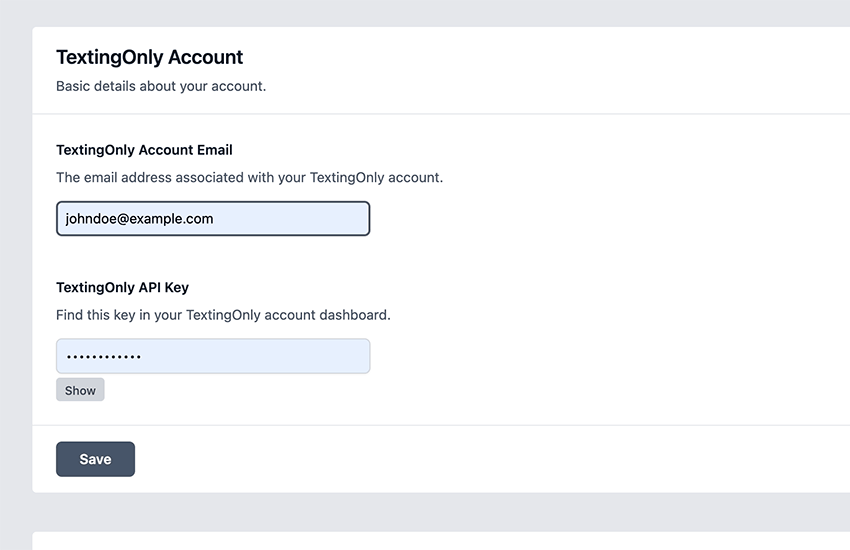 TextingOnly Account
Basic details about your account.
TextingOnly Account Email
The email address associated with your TextingOnly account.
johndoe@example.com
TextingOnly API Key
Find this key in your TextingOnly account dashboard.
••••••••••••
Show
Save